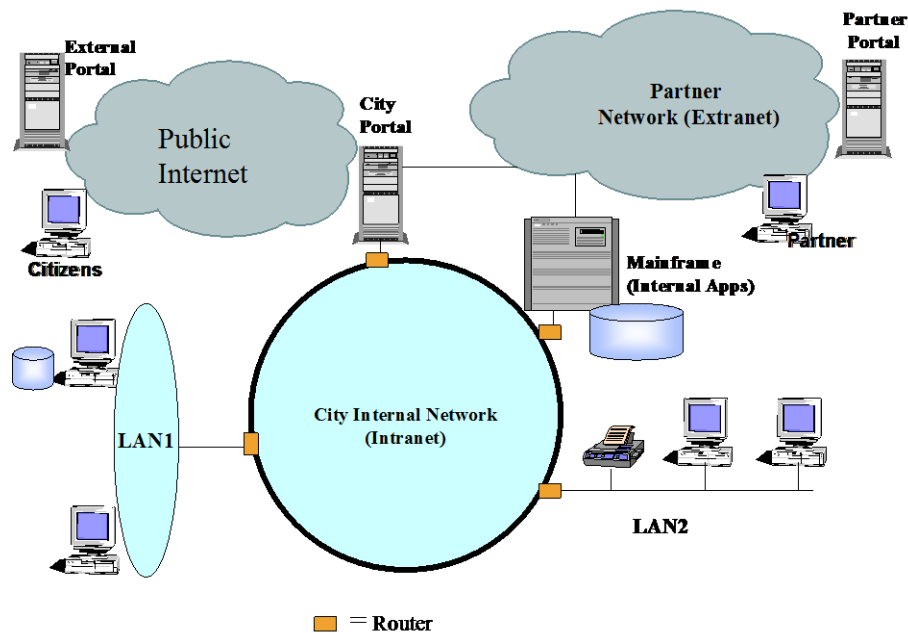 External
Portal
Partner
Portal
City
Portal
Partner
Network (Extranet)
Public
Internet
Citizens
Partner
Mainframe
(Internal Apps)
City Internal Network
(Intranet)
LAN1
LAN2
= Router